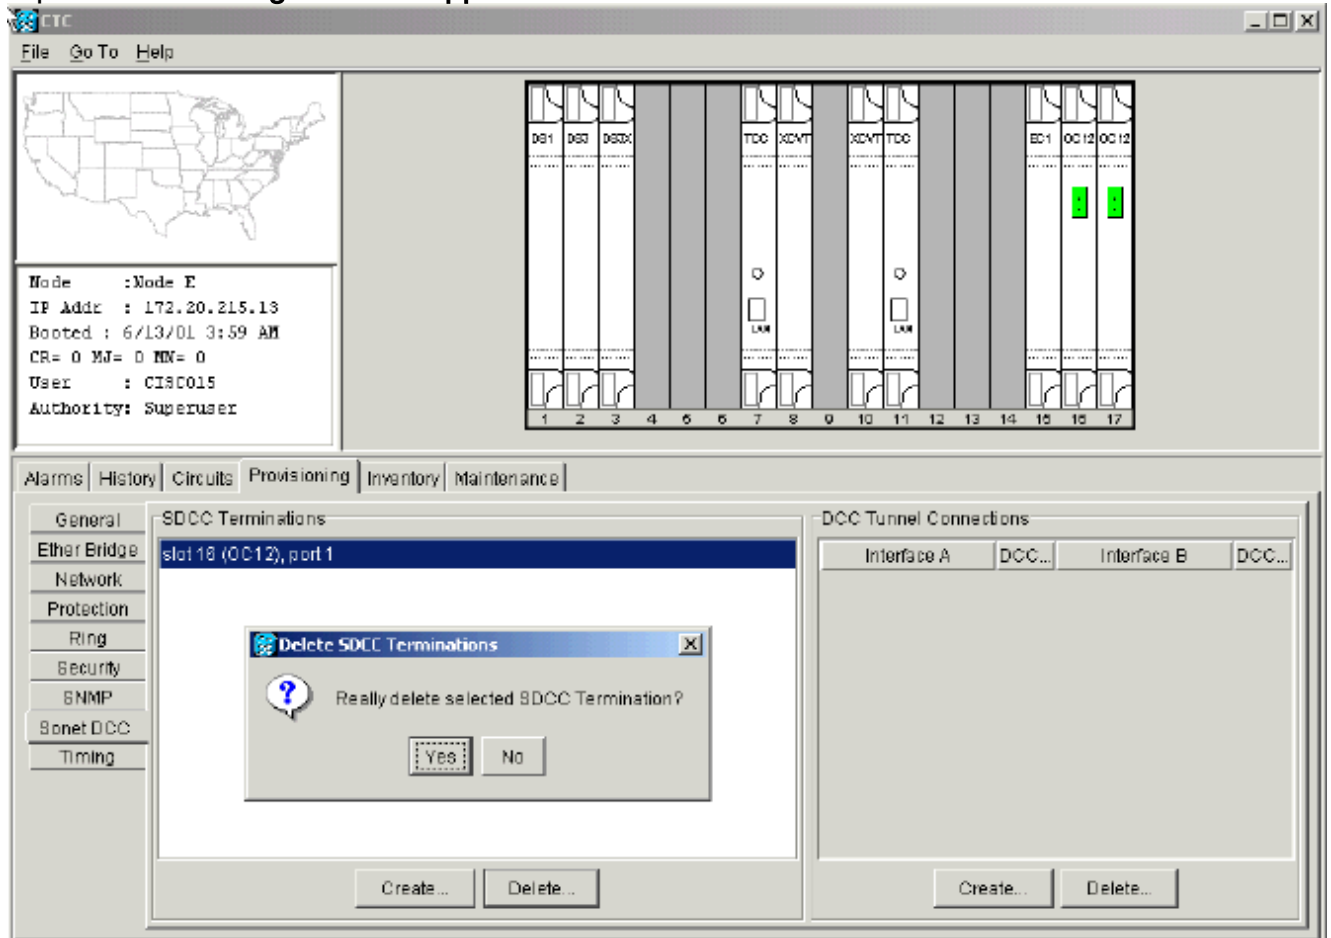 CTC
File Go To Help
DS1 DS3 DS3X TCC XCVT XCVT TCC EC1 OC12 OC12
LAN LAN
1 2 3 4 5 6 7 8 9 10 11 12 13 14 15 16 17
Node :Node E
IP Addr : 172.20.215.13
Booted : 6/13/01 3:59 AM
CR= 0 MJ= 0 MN= 0
User : CISCO15
Authority: Superuser
Alarms History Circuits Provisioning Inventory Maintenance
General
Ether Bridge
Network
Protection
Ring
Security
SNMP
Sonet DCC
Timing
SDCC Terminations
slot 16 (OC12), port 1
Delete SDCC Terminations
Really delete selected SDCC Termination?
Yes No
Create... Delete...
DCC Tunnel Connections
Interface A DCC... Interface B DCC...
Create... Delete...